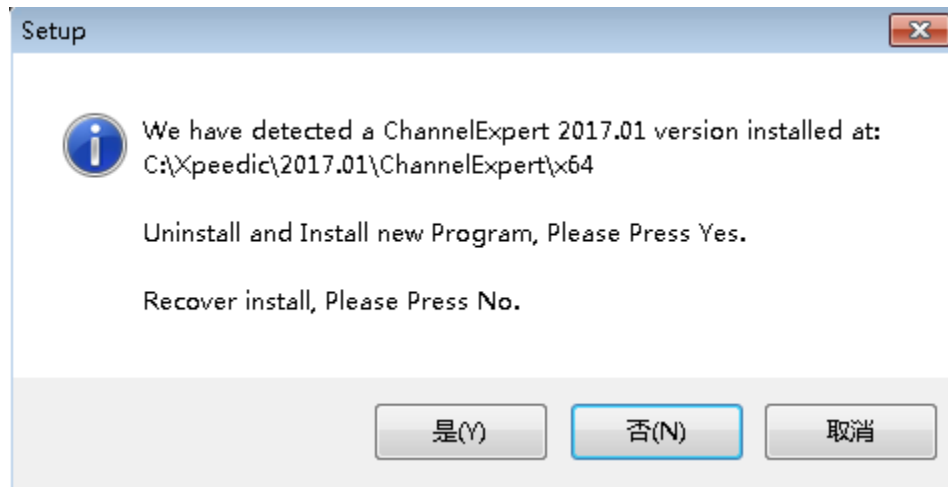 Setup
We have detected a ChannelExpert 2017.01 version installed at:
C:\Xpeedic\2017.01\ChannelExpert\x64
Uninstall and Install new Program, Please Press Yes.
Recover install, Please Press No.
是(Y) 否(N) 取消